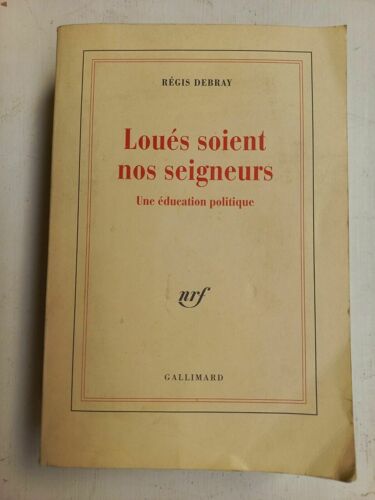 RÉGIS DEBRAY
Loués soient
nos seigneurs
Une éducation politique
nrf
GALLIMARD